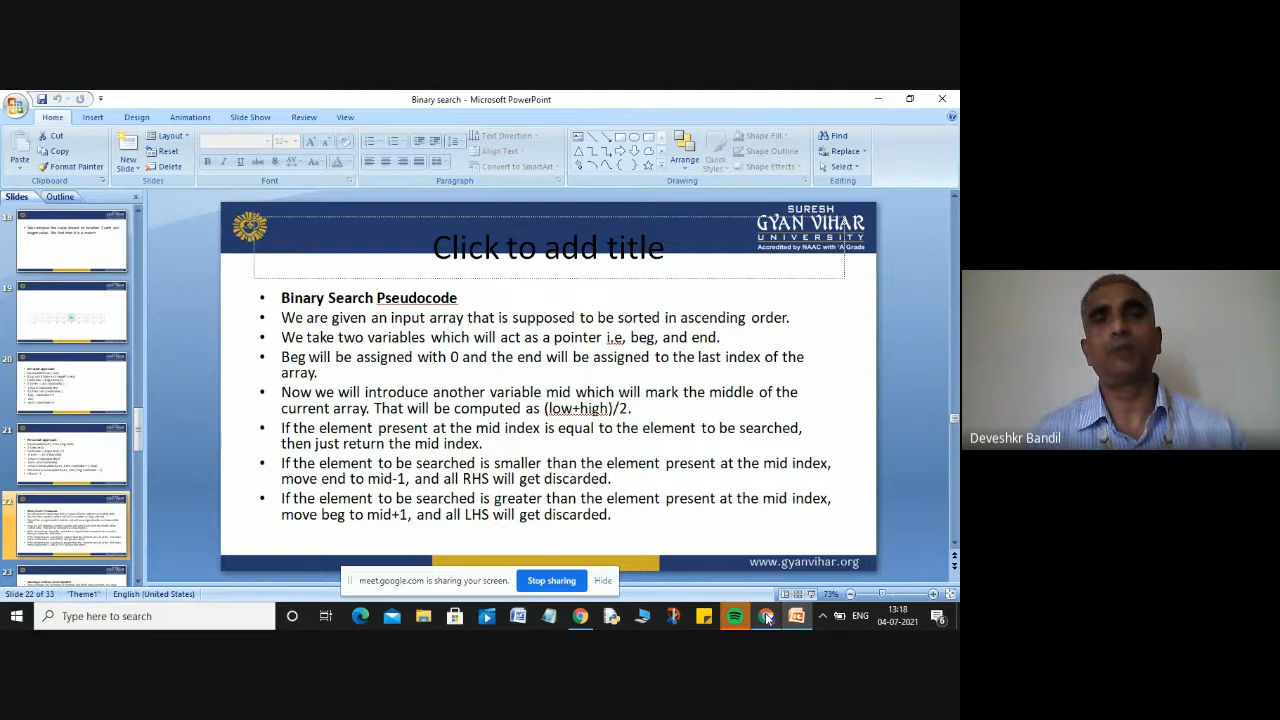 Binary search - Microsoft PowerPoint
Home Insert Design Animations Slide Show Review View
Cut
Copy
Format Painter
Paste
Clipboard
New
Slide
Layout
Reset
Delete
Slides
32
Font
Text Direction
Align Text
Convert to SmartArt
Paragraph
Arrange
Quick
Styles
Shape Fill
Shape Outline
Shape Effects
Drawing
Find
Replace
Select
Editing
Slides Outline
18
19
20
21
22
23
SURESH
GYAN VIHAR
UNIVERSITY
Accredited by NAAC with 'A' Grade
Click to add title
• Binary Search Pseudocode
• We are given an input array that is supposed to be sorted in ascending order.
• We take two variables which will act as a pointer i.e, beg, and end.
• Beg will be assigned with 0 and the end will be assigned to the last index of the
array.
• Now we will introduce another variable mid which will mark the middle of the
current array. That will be computed as (low+high)/2.
• If the element present at the mid index is equal to the element to be searched,
then just return the mid index.
• If the element to be searched is smaller than the element present at the mid index,
move end to mid-1, and all RHS will get discarded.
• If the element to be searched is greater than the element present at the mid index,
move beg to mid+1, and all LHS will get discarded.
www.gyanvihar.org
meet.google.com is sharing your screen.
Stop sharing
Hide
Slide 22 of 33 "Theme1" English (United States)
73%
Type here to search
ENG
13:18
04-07-2021
6
Deveshkr Bandil